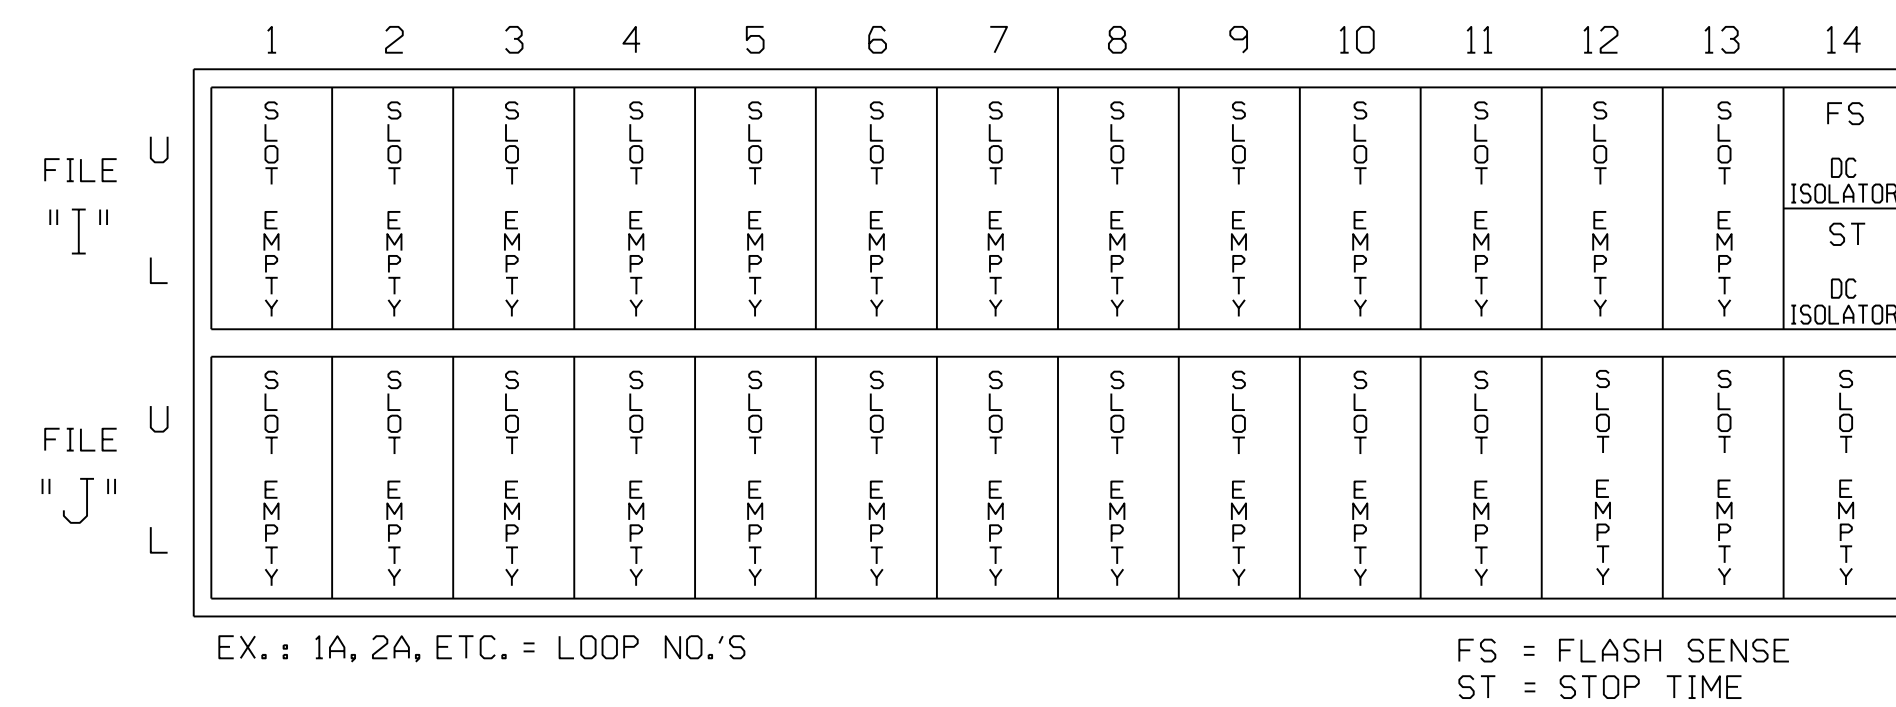 1 2 3 4 5 6 7 8 9 10 11 12 13 14
FILE "I"
U
L
SLOT EMPTY SLOT EMPTY SLOT EMPTY SLOT EMPTY SLOT EMPTY SLOT EMPTY SLOT EMPTY SLOT EMPTY SLOT EMPTY SLOT EMPTY SLOT EMPTY SLOT EMPTY SLOT EMPTY
FS
DC
ISOLATOR
ST
DC
ISOLATOR
FILE "J"
U
L
SLOT EMPTY SLOT EMPTY SLOT EMPTY SLOT EMPTY SLOT EMPTY SLOT EMPTY SLOT EMPTY SLOT EMPTY SLOT EMPTY SLOT EMPTY SLOT EMPTY SLOT EMPTY SLOT EMPTY SLOT EMPTY
EX.: 1A, 2A, ETC. = LOOP NO.'S
FS = FLASH SENSE
ST = STOP TIME